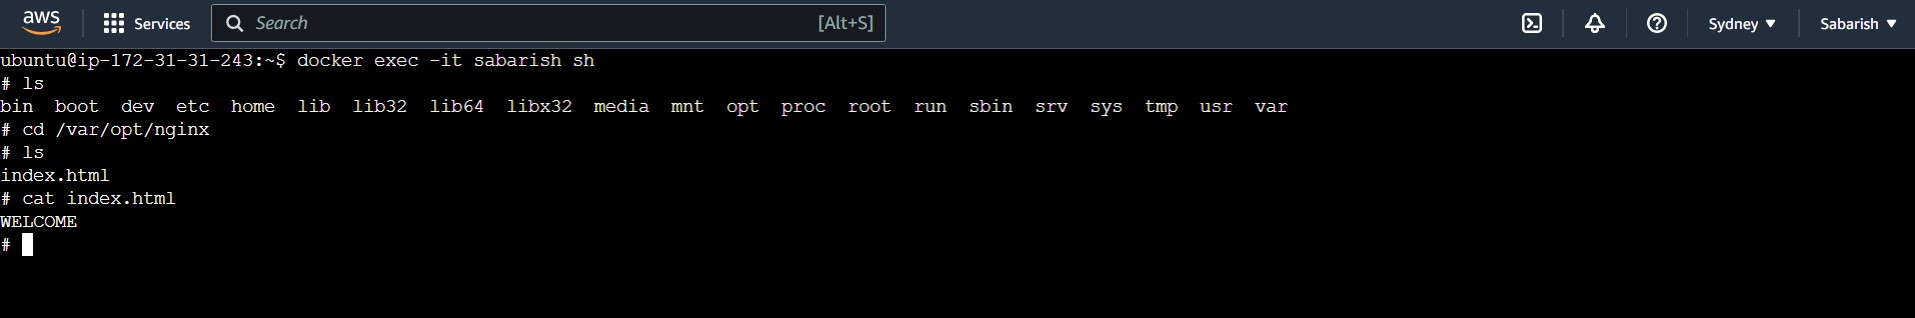 aws Services Search [Alt+S] Sydney Sabarish
ubuntu@ip-172-31-31-243:~$ docker exec -it sabarish sh
# ls
bin boot dev etc home lib lib32 lib64 libx32 media mnt opt proc root run sbin srv sys tmp usr var
# cd /var/opt/nginx
# ls
index.html
# cat index.html
WELCOME
#